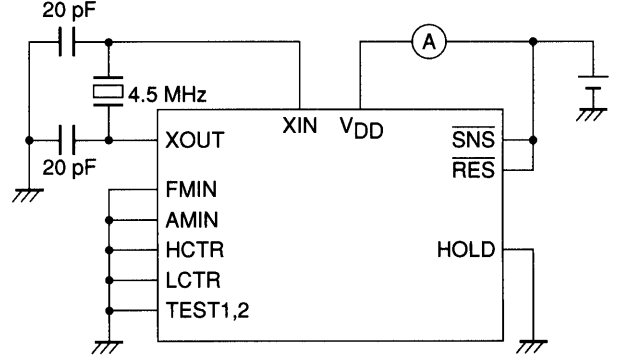 20 pF
A
4.5 MHz
XIN VDD
XOUT
SNS
20 pF
RES
FMIN
AMIN
HCTR
HOLD
LCTR
TEST1,2